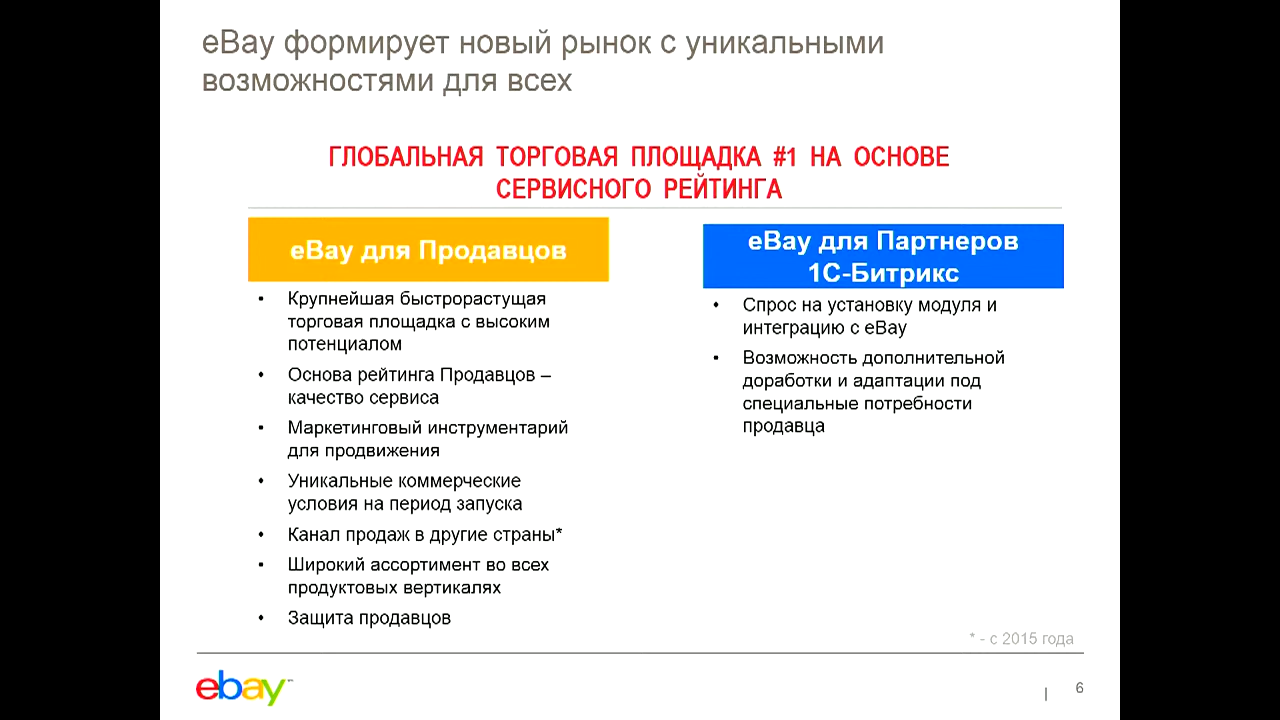 eBay формирует новый рынок с уникальными
возможностями для всех
ГЛОБАЛЬНАЯ ТОРГОВАЯ ПЛОЩАДКА #1 НА ОСНОВЕ
СЕРВИСНОГО РЕЙТИНГА
eBay для Продавцов
• Крупнейшая быстрорастущая
торговая площадка с высоким
потенциалом
• Основа рейтинга Продавцов –
качество сервиса
• Маркетинговый инструментарий
для продвижения
• Уникальные коммерческие
условия на период запуска
• Канал продаж в другие страны*
• Широкий ассортимент во всех
продуктовых вертикалях
• Защита продавцов
eBay для Партнеров
1С-Битрикс
• Спрос на установку модуля и
интеграцию с eBay
• Возможность дополнительной
доработки и адаптации под
специальные потребности
продавца
* - с 2015 года
ebay
| 6